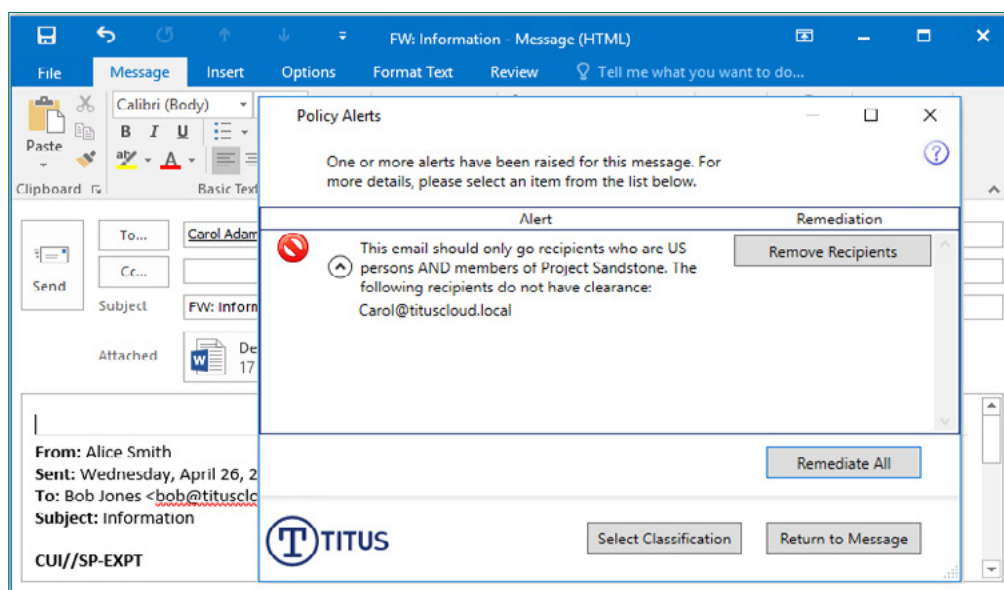 FW: Information - Message (HTML)
File Message Insert Options Format Text Review Tell me what you want to do...
Calibri (Body)
B I U
Paste
aby A
Clipboard
Basic Text
Policy Alerts
?
One or more alerts have been raised for this message. For
more details, please select an item from the list below.
Alert Remediation
This email should only go recipients who are US
persons AND members of Project Sandstone. The
following recipients do not have clearance:
Carol@tituscloud.local
Remove Recipients
Remediate All
T TITUS
Select Classification Return to Message
Send
To... Carol Adam
Cc...
Subject FW: Inform
Attached
W
De
17
From: Alice Smith
Sent: Wednesday, April 26, 2
To: Bob Jones <bob@titusclo
Subject: Information
CUI//SP-EXPT